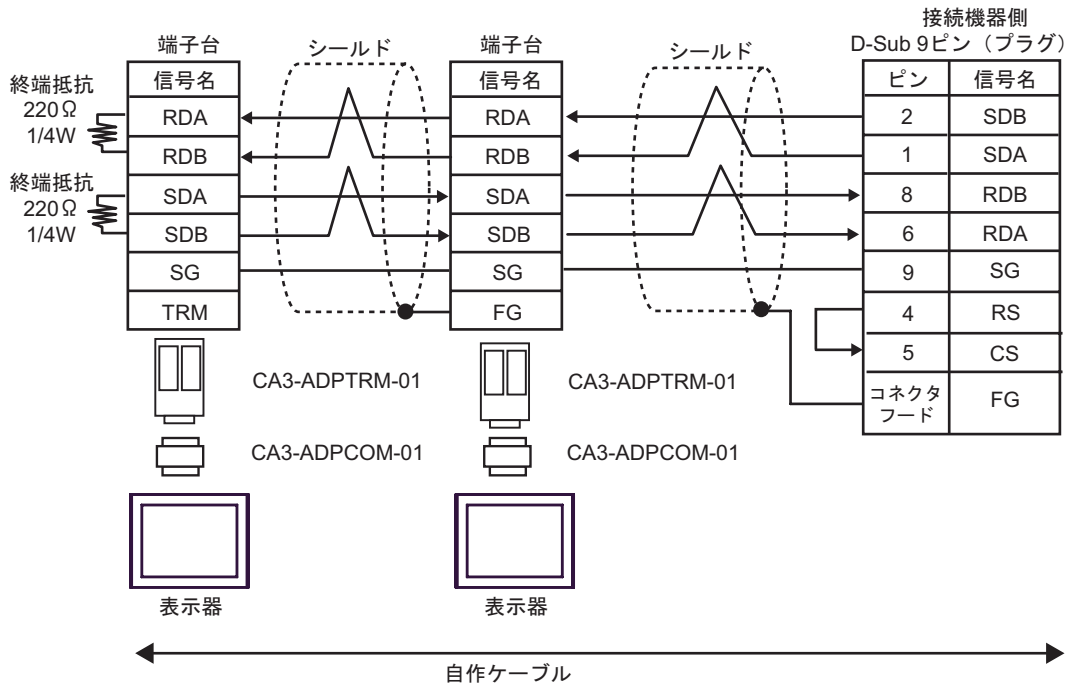 接続機器側
D-Sub 9ピン（プラグ）
端子台
シールド
端子台
シールド
終端抵抗
220Ω
1/4W
終端抵抗
220Ω
1/4W
信号名
RDA
RDB
SDA
SDB
SG
TRM
信号名
RDA
RDB
SDA
SDB
SG
FG
ピン 信号名
2 SDB
1 SDA
8 RDB
6 RDA
9 SG
4 RS
5 CS
コネクタ
フード
FG
CA3-ADPTRM-01
CA3-ADPTRM-01
CA3-ADPCOM-01
CA3-ADPCOM-01
表示器
表示器
自作ケーブル